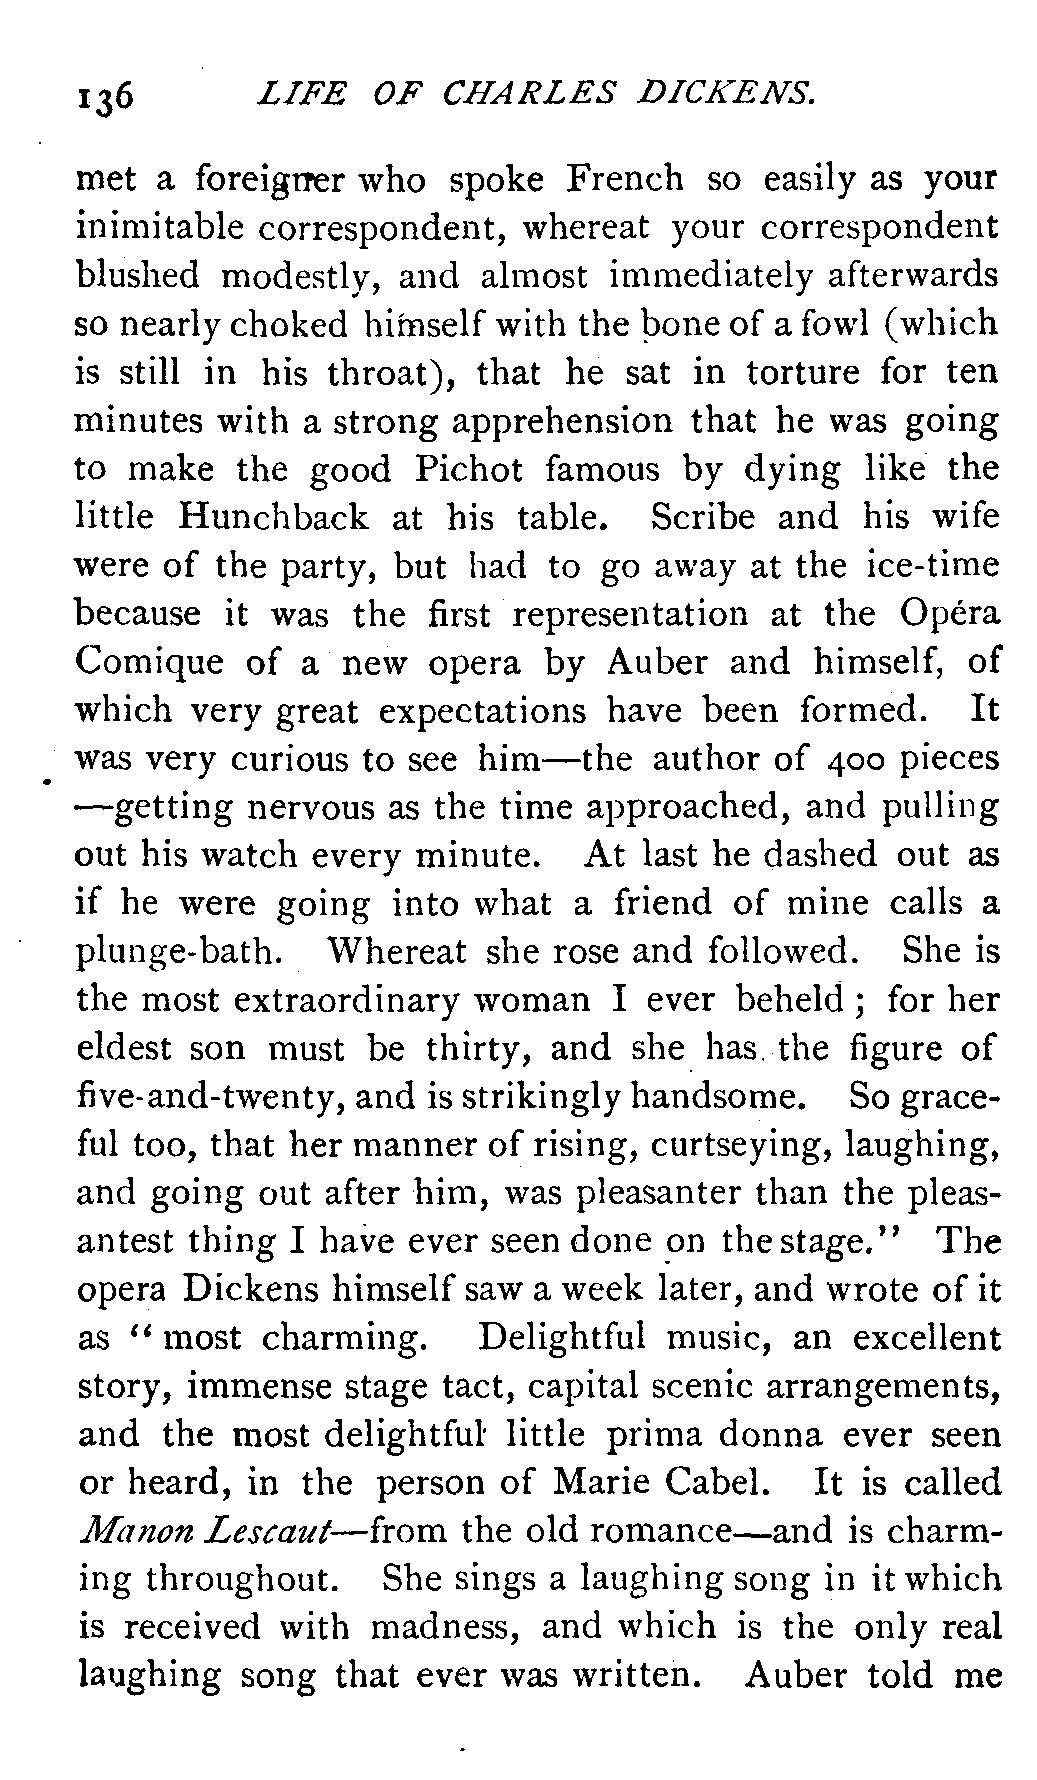 136 LIFE OF CHARLES DICKENS.
met a foreigner who spoke French so easily as your
inimitable correspondent, whereat your correspondent
blushed modestly, and almost immediately afterwards
so nearly choked himself with the bone of a fowl (which
is still in his throat), that he sat in torture for ten
minutes with a strong apprehension that he was going
to make the good Pichot famous by dying like the
little Hunchback at his table. Scribe and his wife
were of the party, but had to go away at the ice-time
because it was the first representation at the Opéra
Comique of a new opera by Auber and himself, of
which very great expectations have been formed. It
was very curious to see him—the author of 400 pieces
—getting nervous as the time approached, and pulling
out his watch every minute. At last he dashed out as
if he were going into what a friend of mine calls a
plunge-bath. Whereat she rose and followed. She is
the most extraordinary woman I ever beheld ; for her
eldest son must be thirty, and she has the figure of
five-and-twenty, and is strikingly handsome. So grace-
ful too, that her manner of rising, curtseying, laughing,
and going out after him, was pleasanter than the pleas-
antest thing I have ever seen done on the stage." The
opera Dickens himself saw a week later, and wrote of it
as " most charming. Delightful music, an excellent
story, immense stage tact, capital scenic arrangements,
and the most delightful little prima donna ever seen
or heard, in the person of Marie Cabel. It is called
Manon Lescaut—from the old romance—and is charm-
ing throughout. She sings a laughing song in it which
is received with madness, and which is the only real
laughing song that ever was written. Auber told me